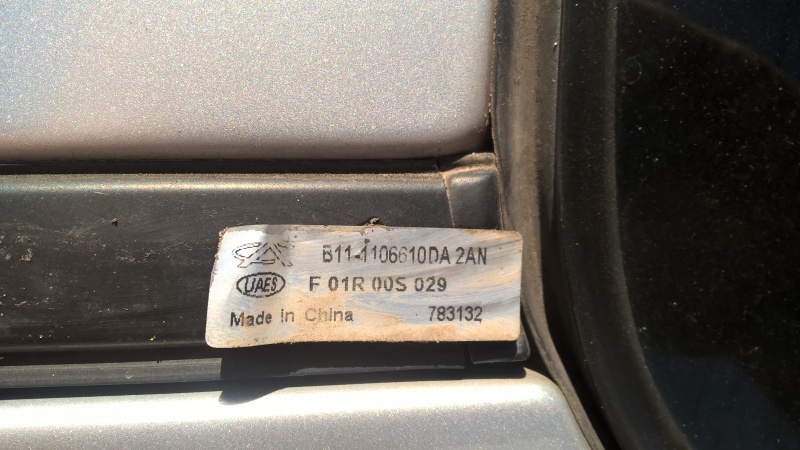 B11-1106610DA 2AN
UAES F 01R 00S 029
Made in China 783132